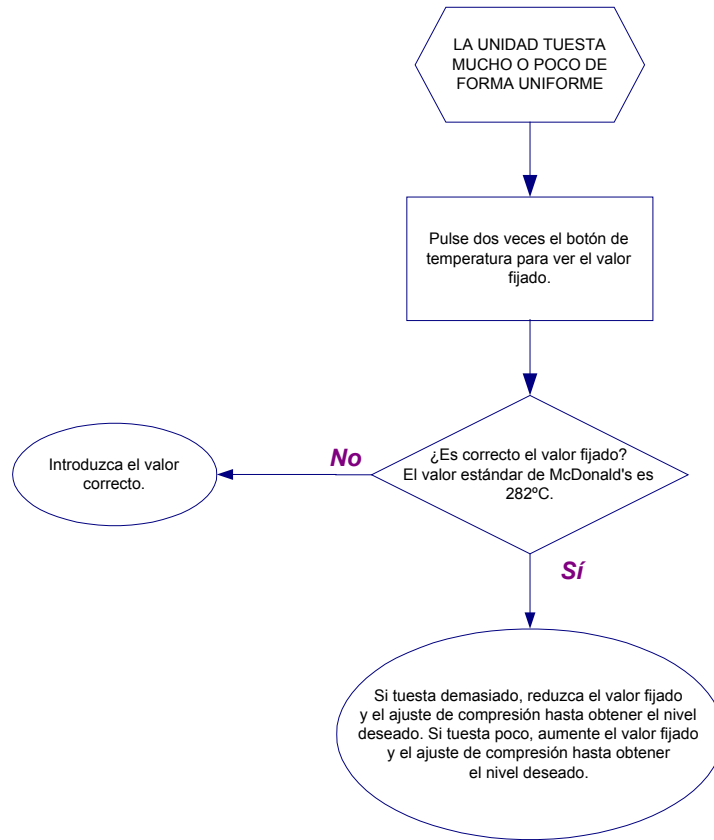 LA UNIDAD TUESTA
MUCHO O POCO DE
FORMA UNIFORME
Pulse dos veces el botón de
temperatura para ver el valor
fijado.
¿Es correcto el valor fijado?
El valor estándar de McDonald's es
282ºC.
No
Introduzca el valor
correcto.
Sí
Si tuesta demasiado, reduzca el valor fijado
y el ajuste de compresión hasta obtener el nivel
deseado. Si tuesta poco, aumente el valor fijado
y el ajuste de compresión hasta obtener
el nivel deseado.